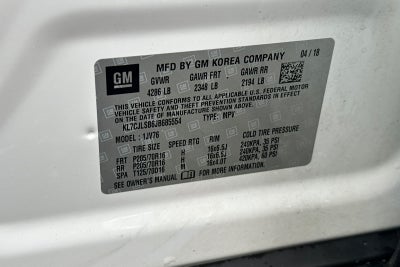 GM
MFD BY GM KOREA COMPANY
04 / 18
GVWR GAWR FRT GAWR RR
4286 LB 2348 LB 2194 LB
THIS VEHICLE CONFORMS TO ALL APPLICABLE U.S. FEDERAL MOTOR
VEHICLE SAFETY AND THEFT PREVENTION STANDARDS IN EFFECT ON
THE DATE OF MANUFACTURE SHOWN ABOVE.
KL7CJLSB6JB685554 TYPE: MPV
MODEL: 1JV76
SPEED RTG RIM COLD TIRE PRESSURE
FRT P205/70R16 H 16x6.5J 240KPA, 35 PSI
RR P205/70R16 H 16x6.5J 240KPA, 35 PSI
SPA T125/70D16 M 16x4.0T 420KPA, 60 PSI
SEE OWNER'S MANUAL FOR ADDITIONAL INFORMATION.